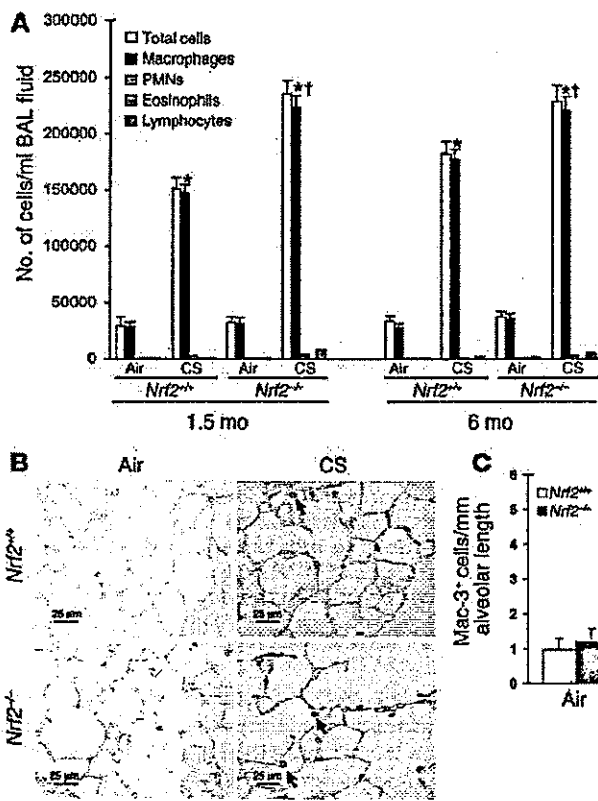 A
300000
250000
200000
150000
100000
50000
0
No. of cells/ml BAL fluid
Total cells
Macrophages
PMNs
Eosinophils
Lymphocytes
*
*†
*
*†
Air CS Air CS Air CS Air CS
Nrf2+/+ Nrf2-/- Nrf2+/+ Nrf2-/-
1.5 mo 6 mo
B Air CS
Nrf2+/+
25 μm 25 μm
Nrf2-/-
25 μm 25 μm
C
Mac-3+ cells/mm
alveolar length
6
5
4
3
2
1
0
Nrf2+/+
Nrf2-/-
Air